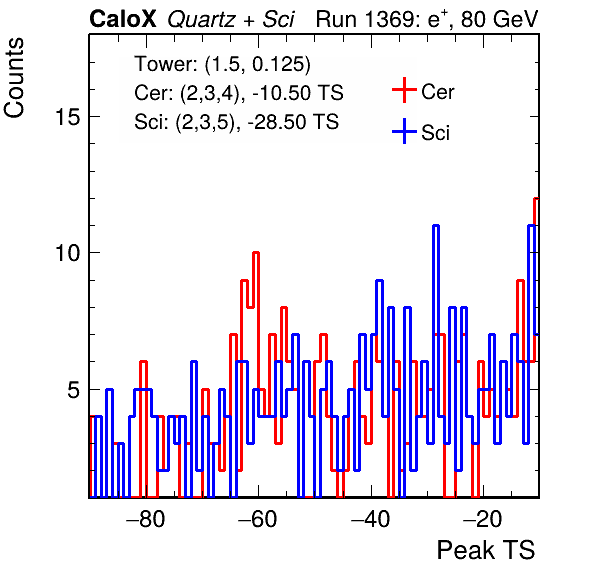 CaloX Quartz + Sci Run 1369: e+, 80 GeV
Counts
Tower: (1.5, 0.125)
Cer: (2,3,4), -10.50 TS
Sci: (2,3,5), -28.50 TS
Cer
Sci
15
10
5
−80 −60 −40 −20
Peak TS